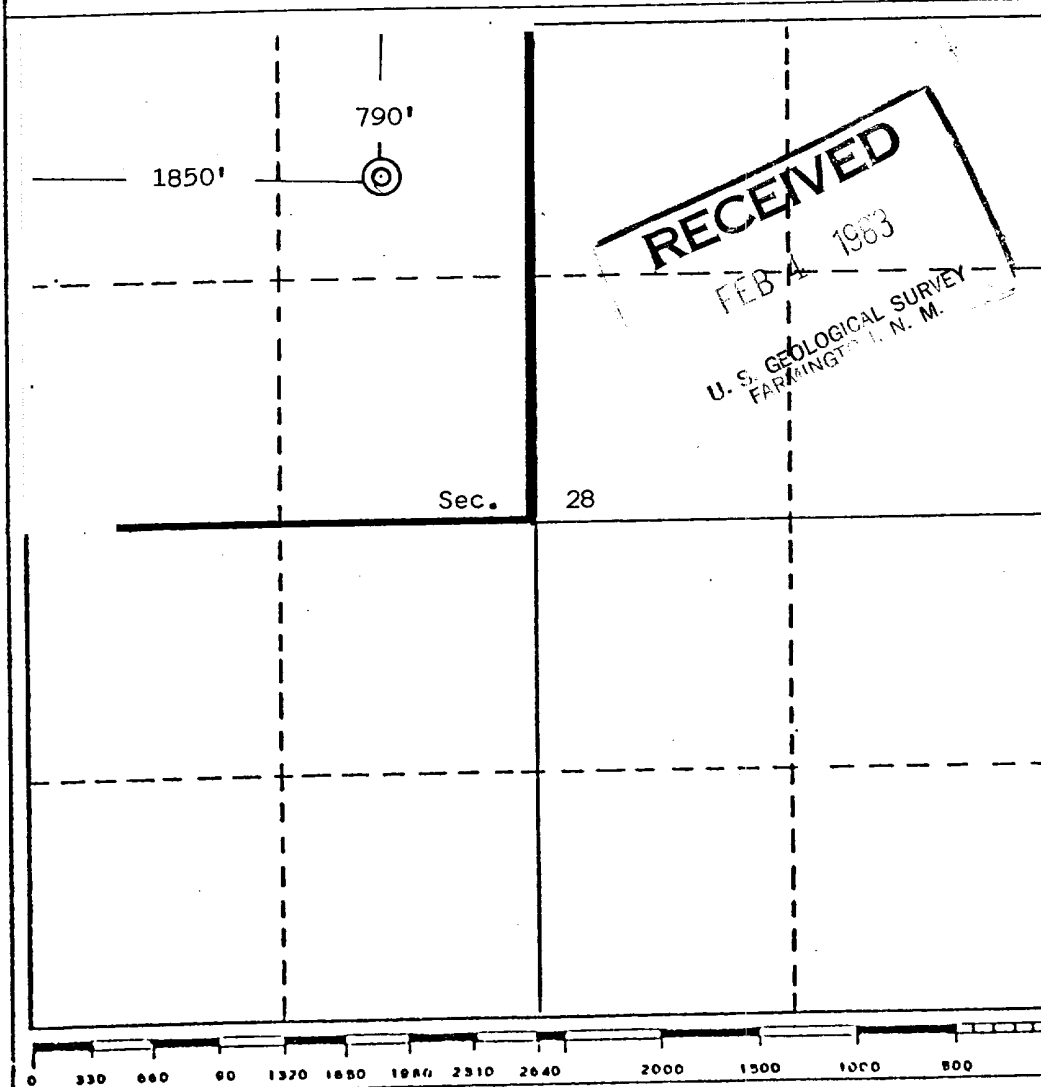 790'
1850'
RECEIVED
FEB 4 1983
U. S. GEOLOGICAL SURVEY
N. M.
Sec. 28
0 330 660 90 1320 1650 1980 2310 2640 2000 1500 1000 500